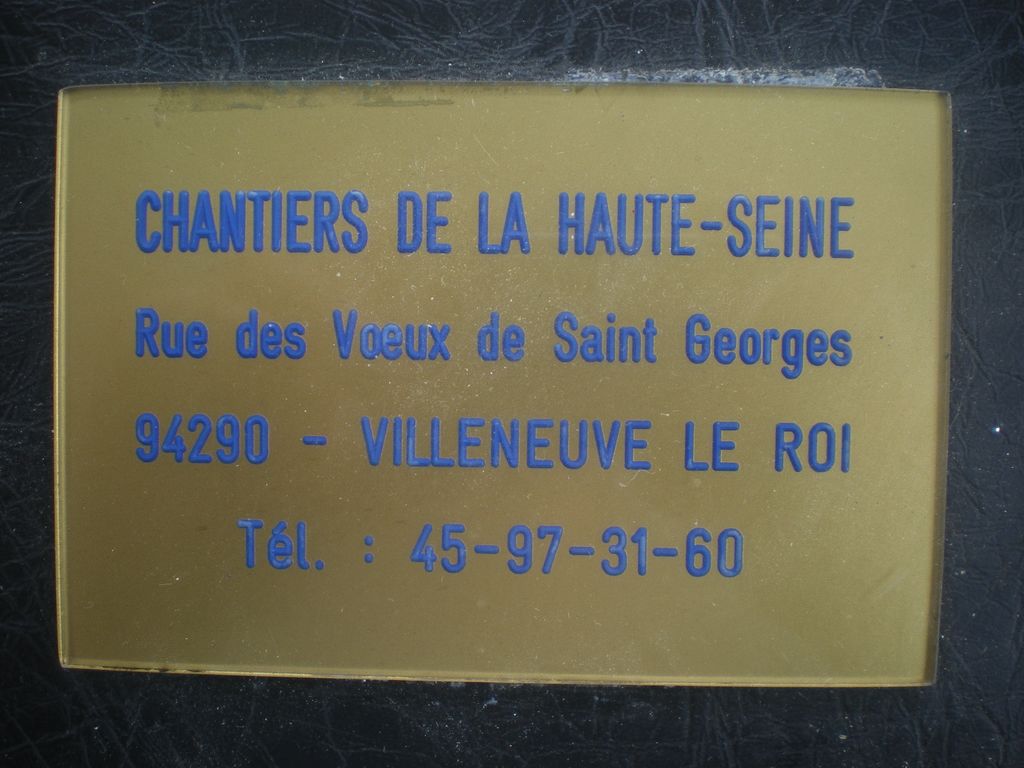 CHANTIERS DE LA HAUTE-SEINE
Rue des Voeux de Saint Georges
94290 - VILLENEUVE LE ROI
Tél. : 45-97-31-60